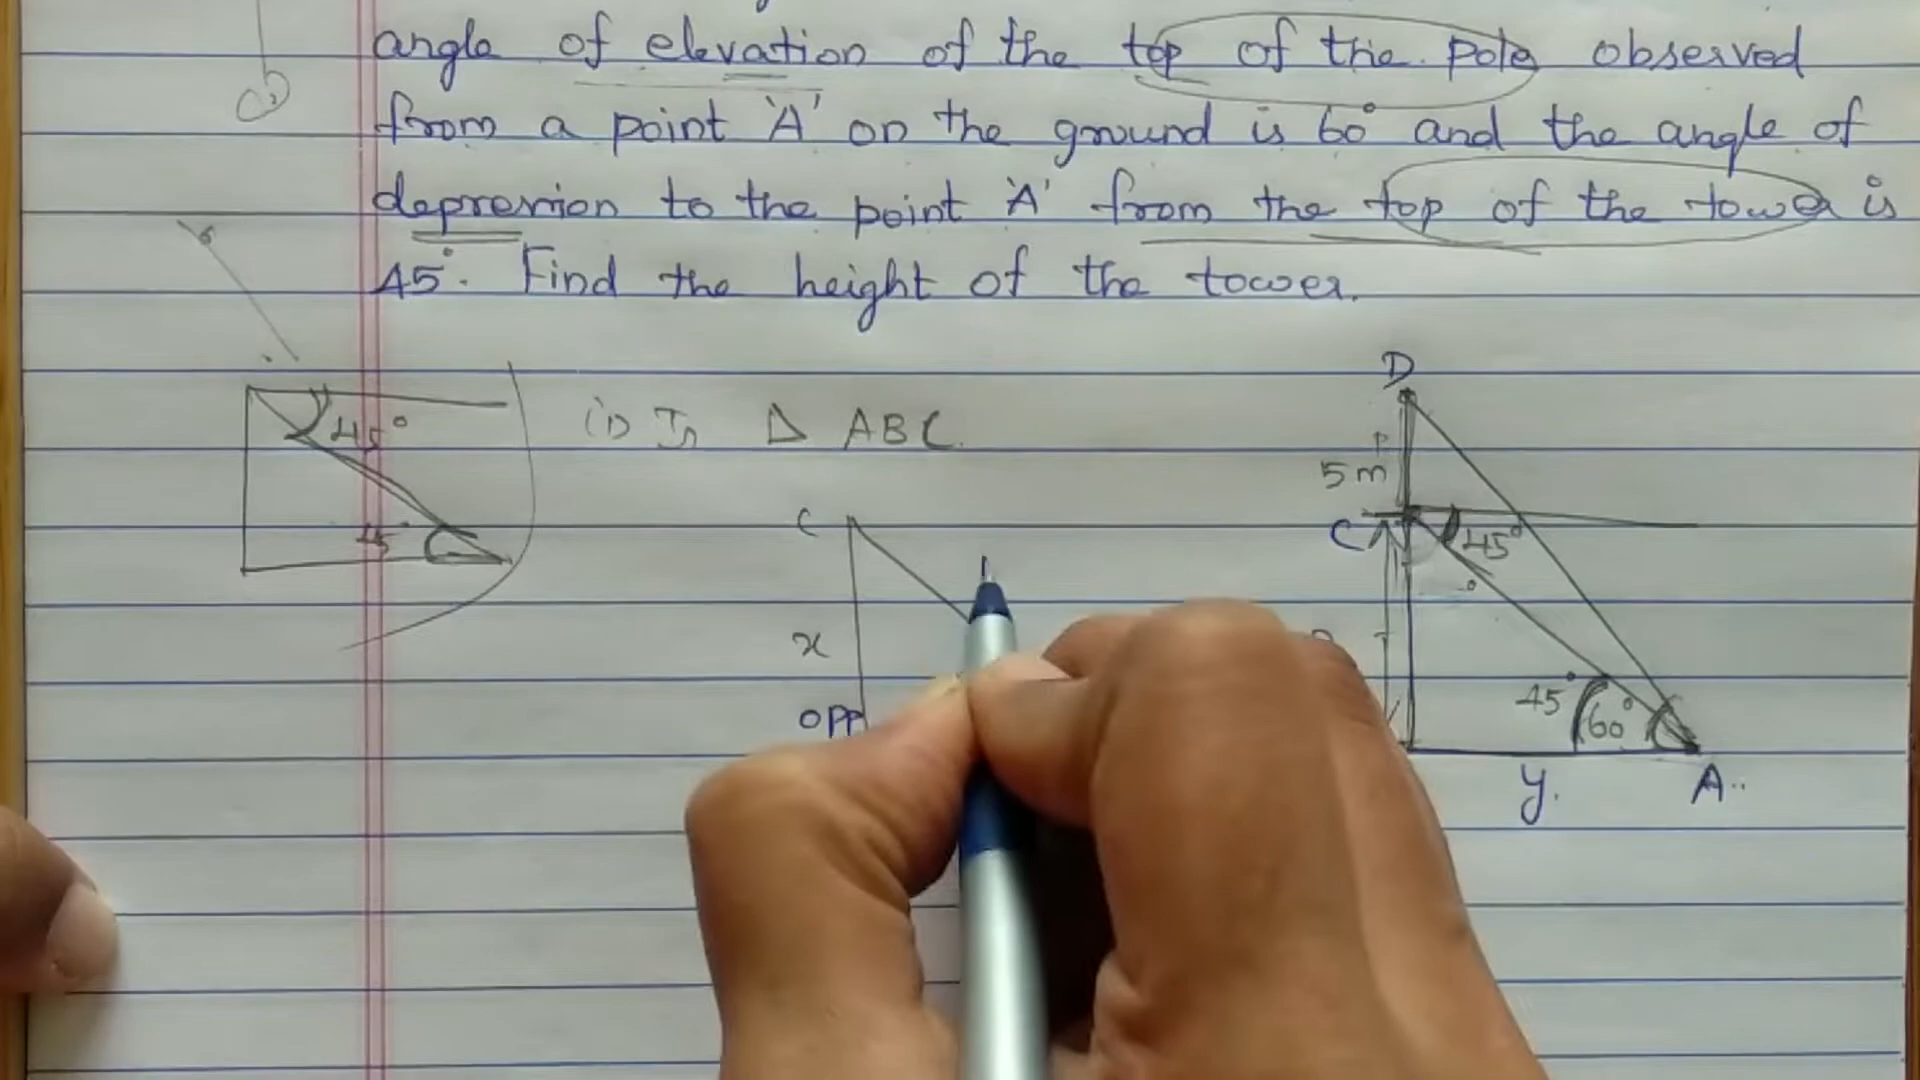 angle of elevation of the top of the pole observed
from a point 'A' on the ground is 60° and the angle of
depression to the point 'A' from the top of the tower is
45°. Find the height of the tower.
45°
45
(i) In Δ ABC.
C
x
OPP
D
5m
C
45°
45° 60°
y.
A..